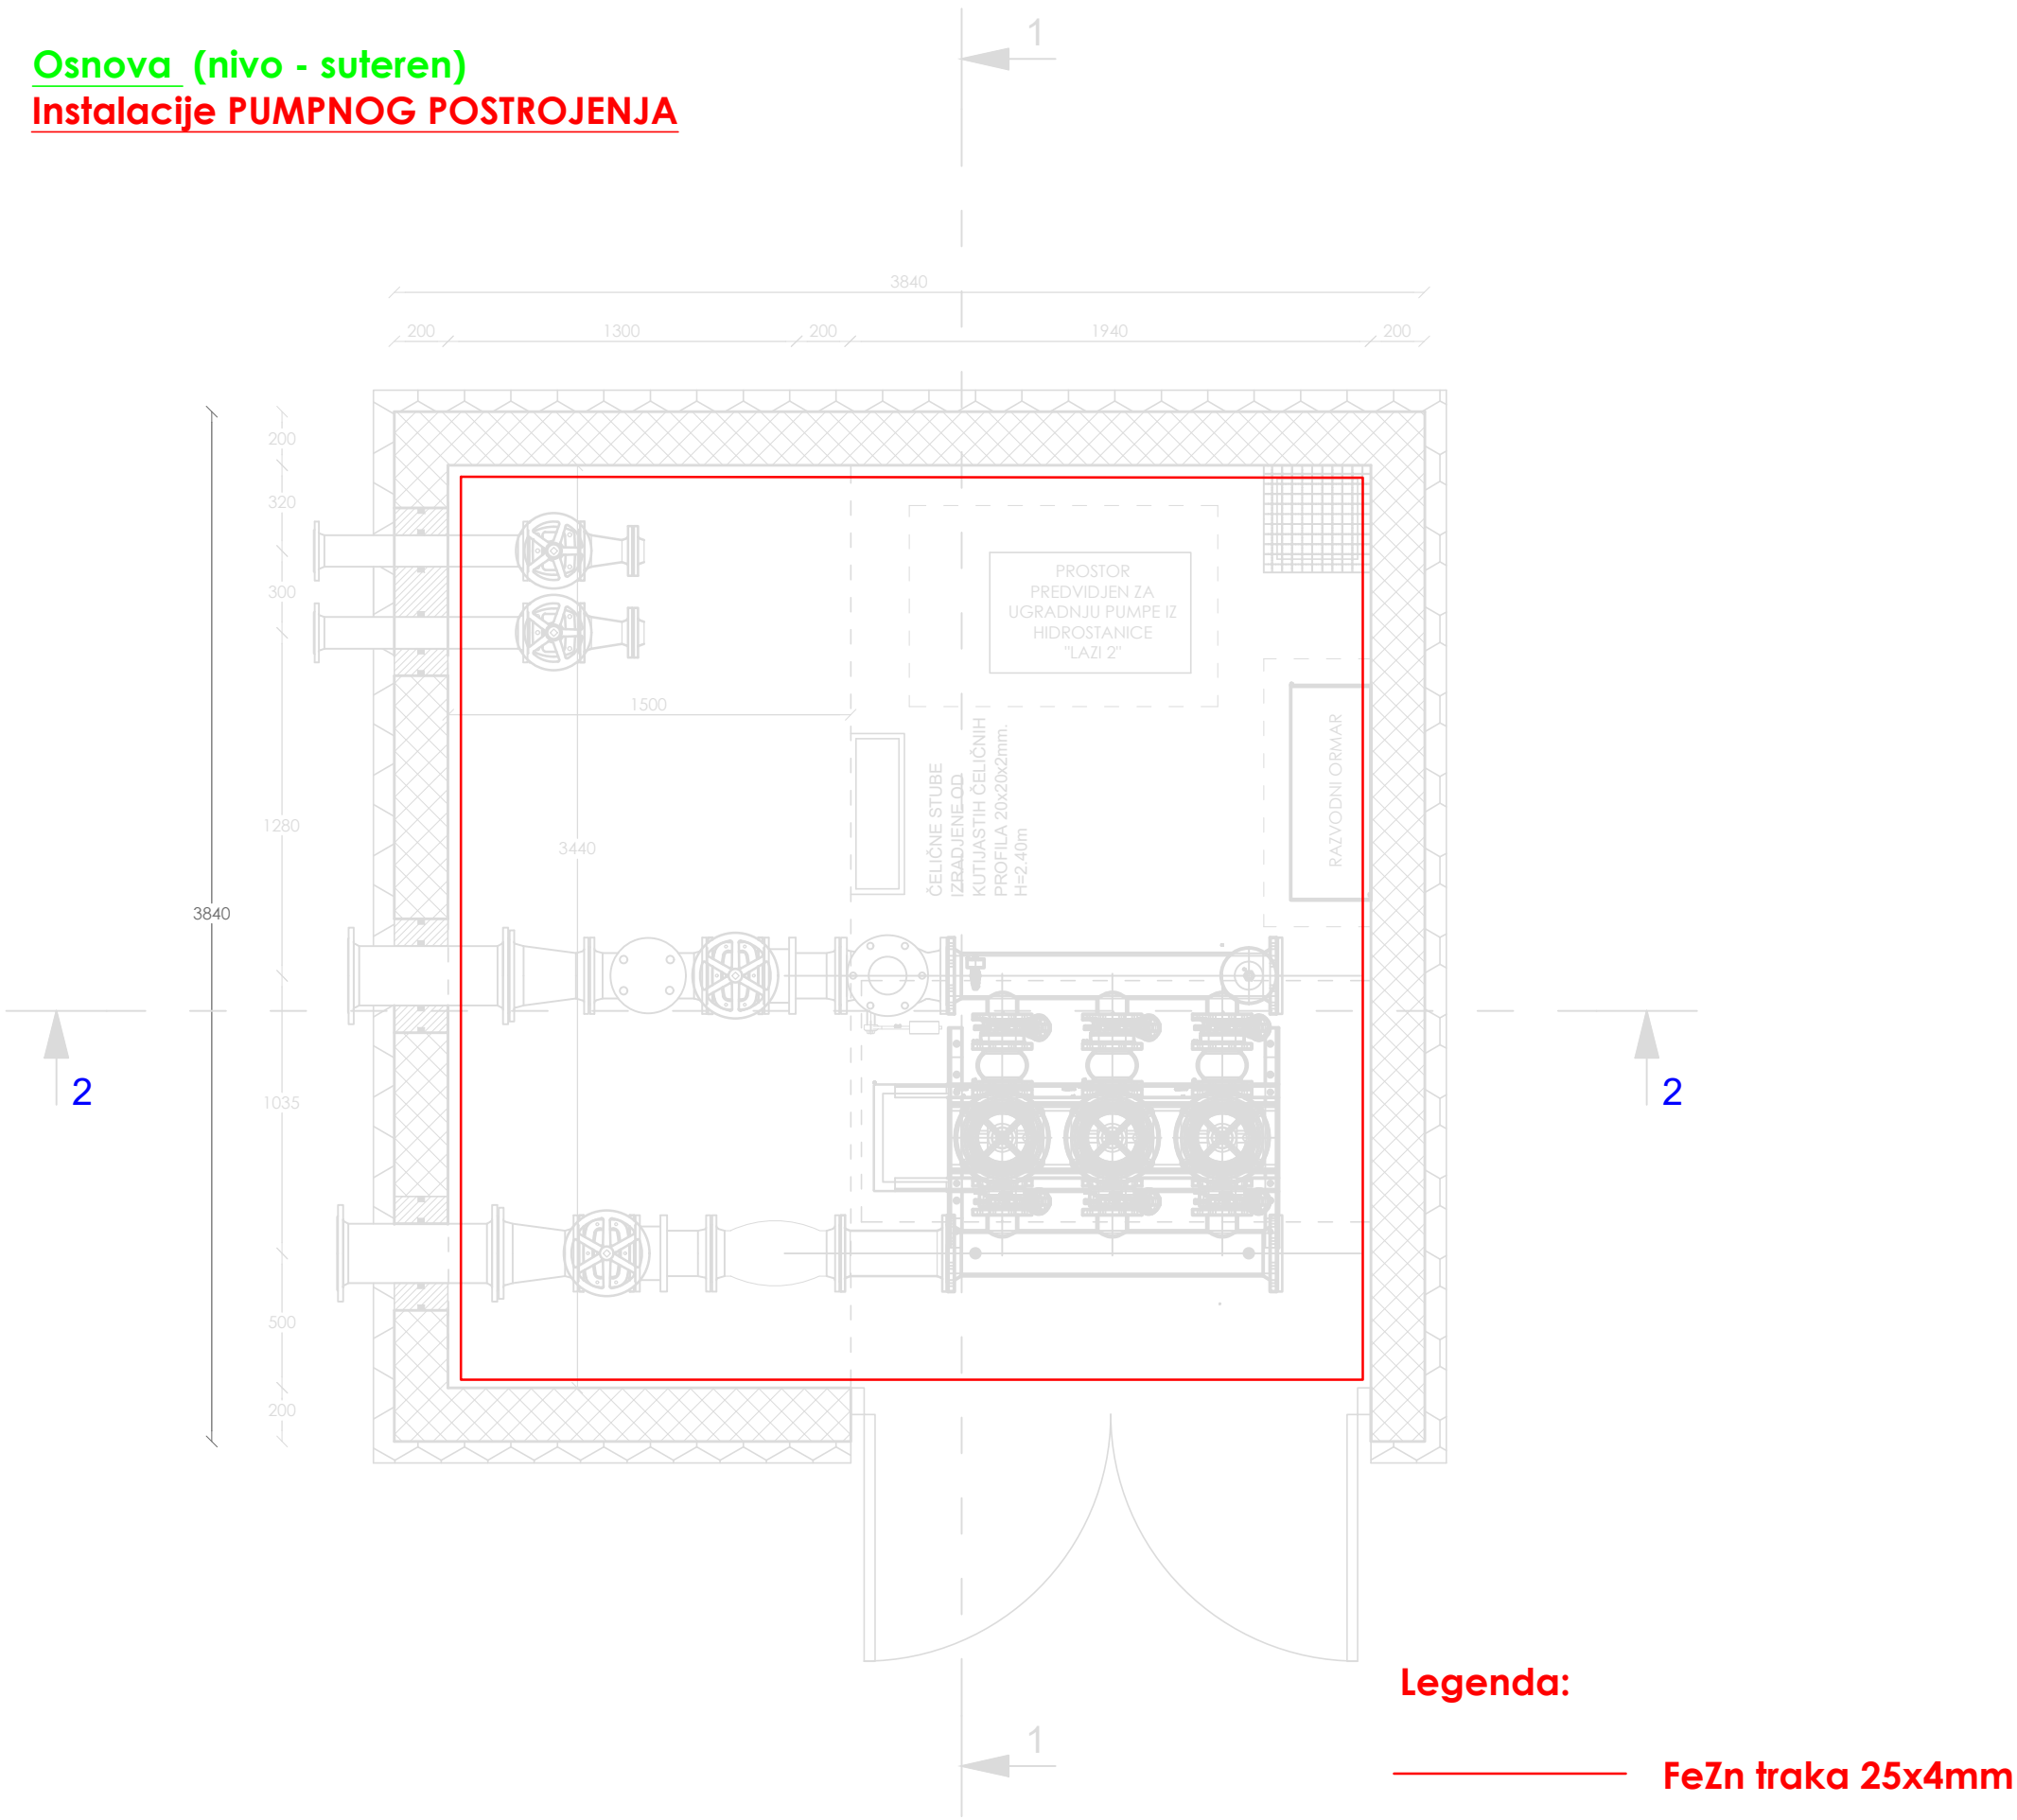 Osnova (nivo - suteren)
Instalacije PUMPNOG POSTROJENJA
1
3840
200
1300
200
1940
200
200
320
300
1280
1035
500
200
3840
1500
3440
PROSTOR
PREDVIDJEN ZA
UGRADNJU PUMPE IZ
HIDROSTANICE
"LAZI 2"
ČELIČNE STUBE
IZRADJENE OD
KUTIJASTIH ČELIČNIH
PROFILA 20x20x2mm.
H=2.40m
RAZVODNI ORMAR
2
2
1
Legenda:
FeZn traka 25x4mm